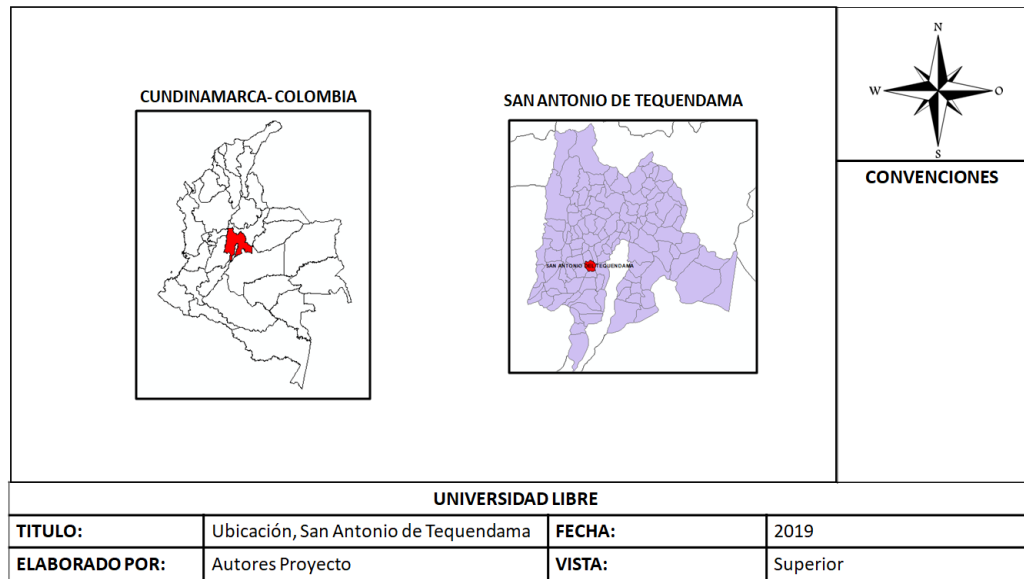 CUNDINAMARCA- COLOMBIA
SAN ANTONIO DE TEQUENDAMA
SAN ANTONIO DE TEQUENDAMA
N
W
O
S
CONVENCIONES
UNIVERSIDAD LIBRE
TITULO: Ubicación, San Antonio de Tequendama FECHA: 2019
ELABORADO POR: Autores Proyecto VISTA: Superior